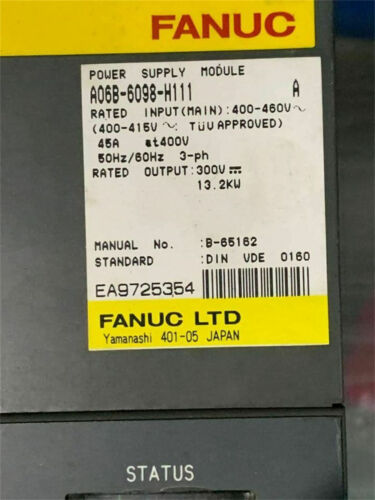 FANUC
POWER SUPPLY MODULE
A06B-6098-H111 A
RATED INPUT(MAIN):400-460V~
(400-415V ~: TÜV APPROVED)
45A at400V
50Hz/60Hz 3-ph
RATED OUTPUT:300V⎓
13.2KW
MANUAL No. :B-65162
STANDARD :DIN VDE 0160
EA9725354
FANUC LTD
Yamanashi 401-05 JAPAN
STATUS